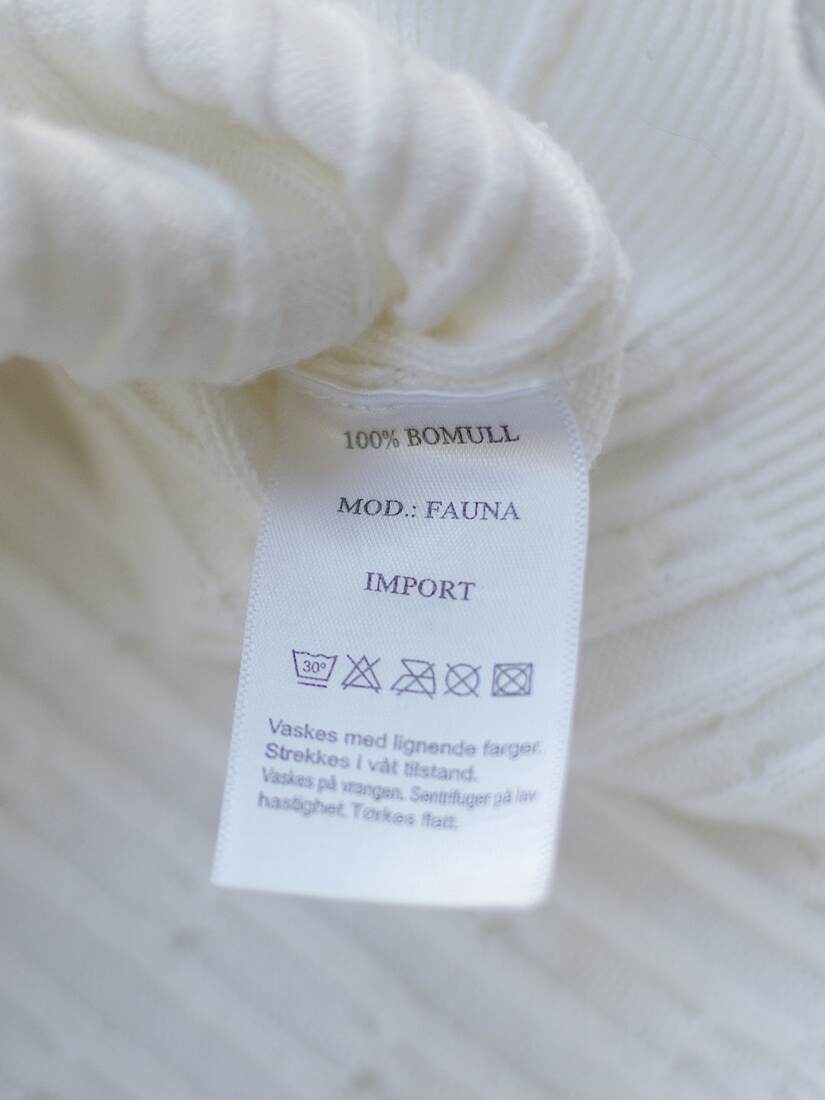 100% BOMULL
MOD.: FAUNA
IMPORT
30°
Vaskes med lignende farger.
Strekkes i våt tilstand.
Vaskes på vrangen. Sentrifuger på lav
hastighet. Tørkes flatt.